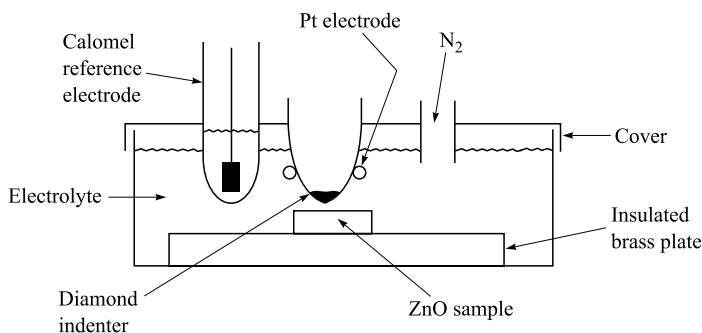 Pt electrode
Calomel
reference
electrode
N₂
Cover
Electrolyte
Insulated
brass plate
Diamond
indenter
ZnO sample